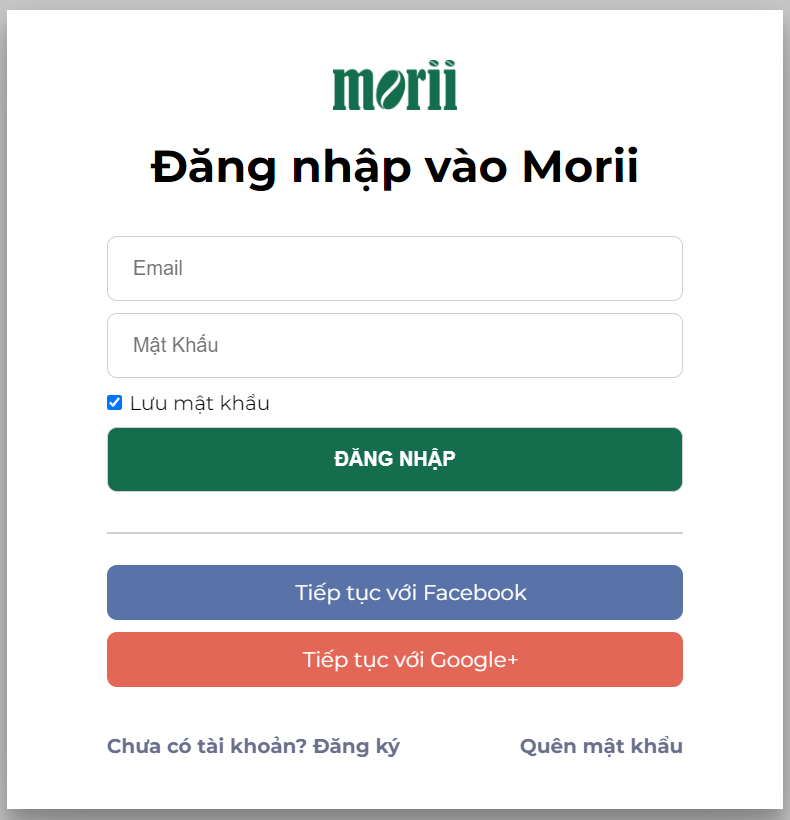 morii
Đăng nhập vào Morii
Email
Mật Khẩu
Lưu mật khẩu
ĐĂNG NHẬP
Tiếp tục với Facebook
Tiếp tục với Google+
Chưa có tài khoản? Đăng ký
Quên mật khẩu